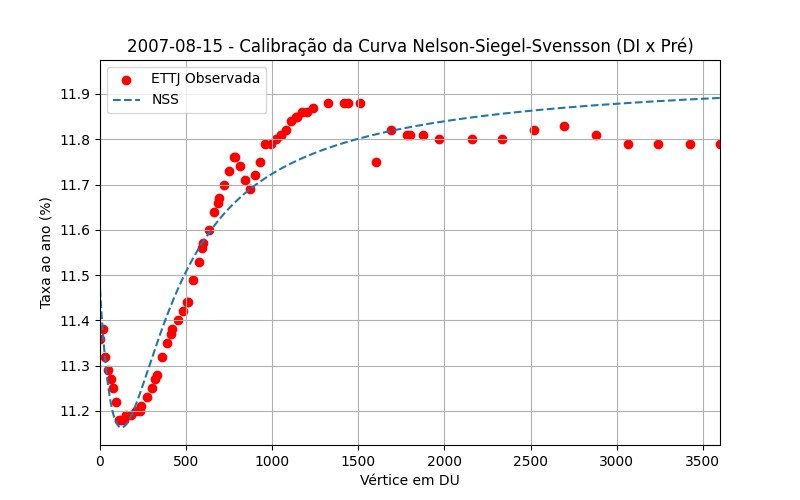 2007-08-15 - Calibração da Curva Nelson-Siegel-Svensson (DI x Pré)
ETTJ Observada
NSS
Taxa ao ano (%)
11.9
11.8
11.7
11.6
11.5
11.4
11.3
11.2
0 500 1000 1500 2000 2500 3000 3500
Vértice em DU